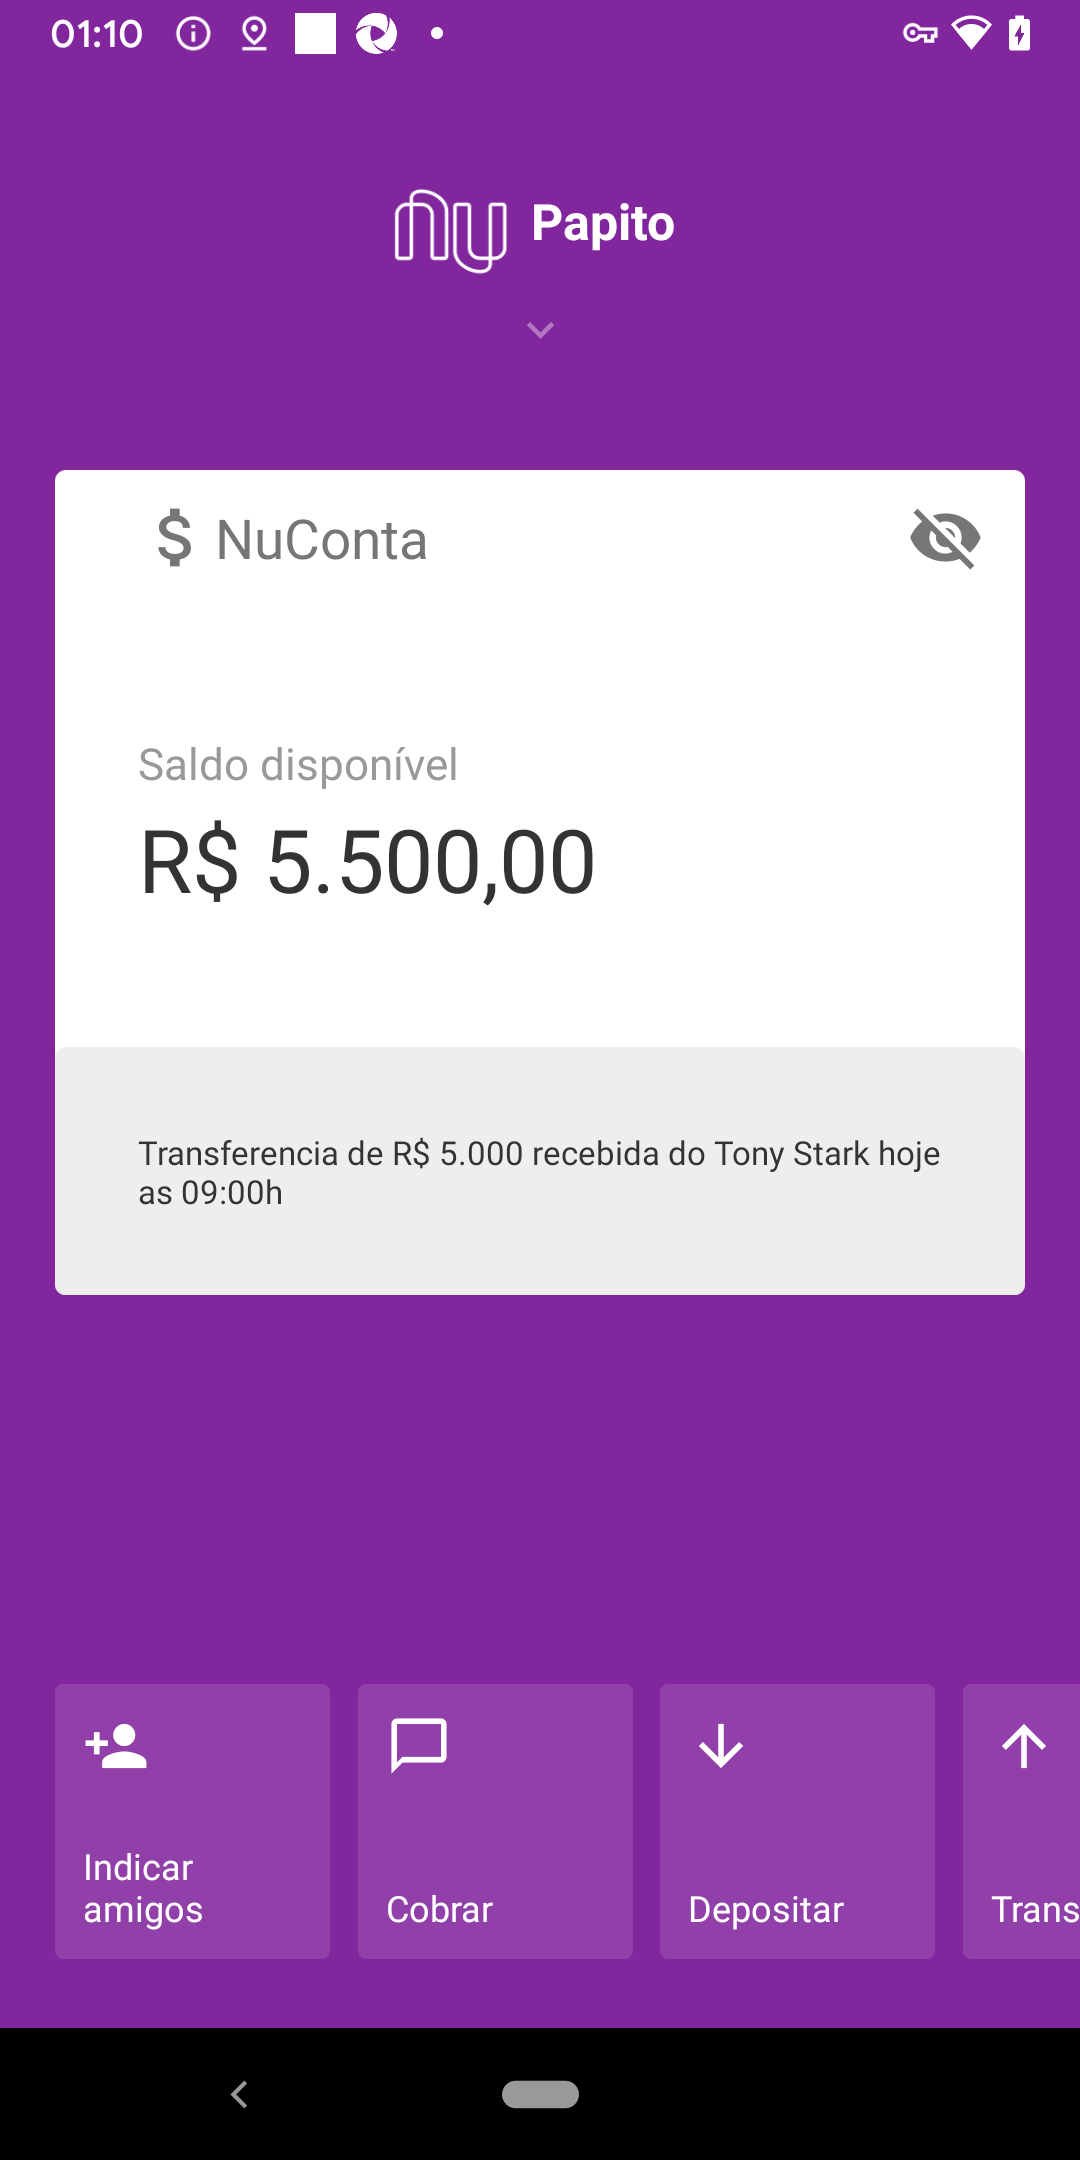 01:10
nu Papito
$ NuConta
Saldo disponível
R$ 5.500,00
Transferencia de R$ 5.000 recebida do Tony Stark hoje
as 09:00h
Indicar
amigos
Cobrar
Depositar
Trans